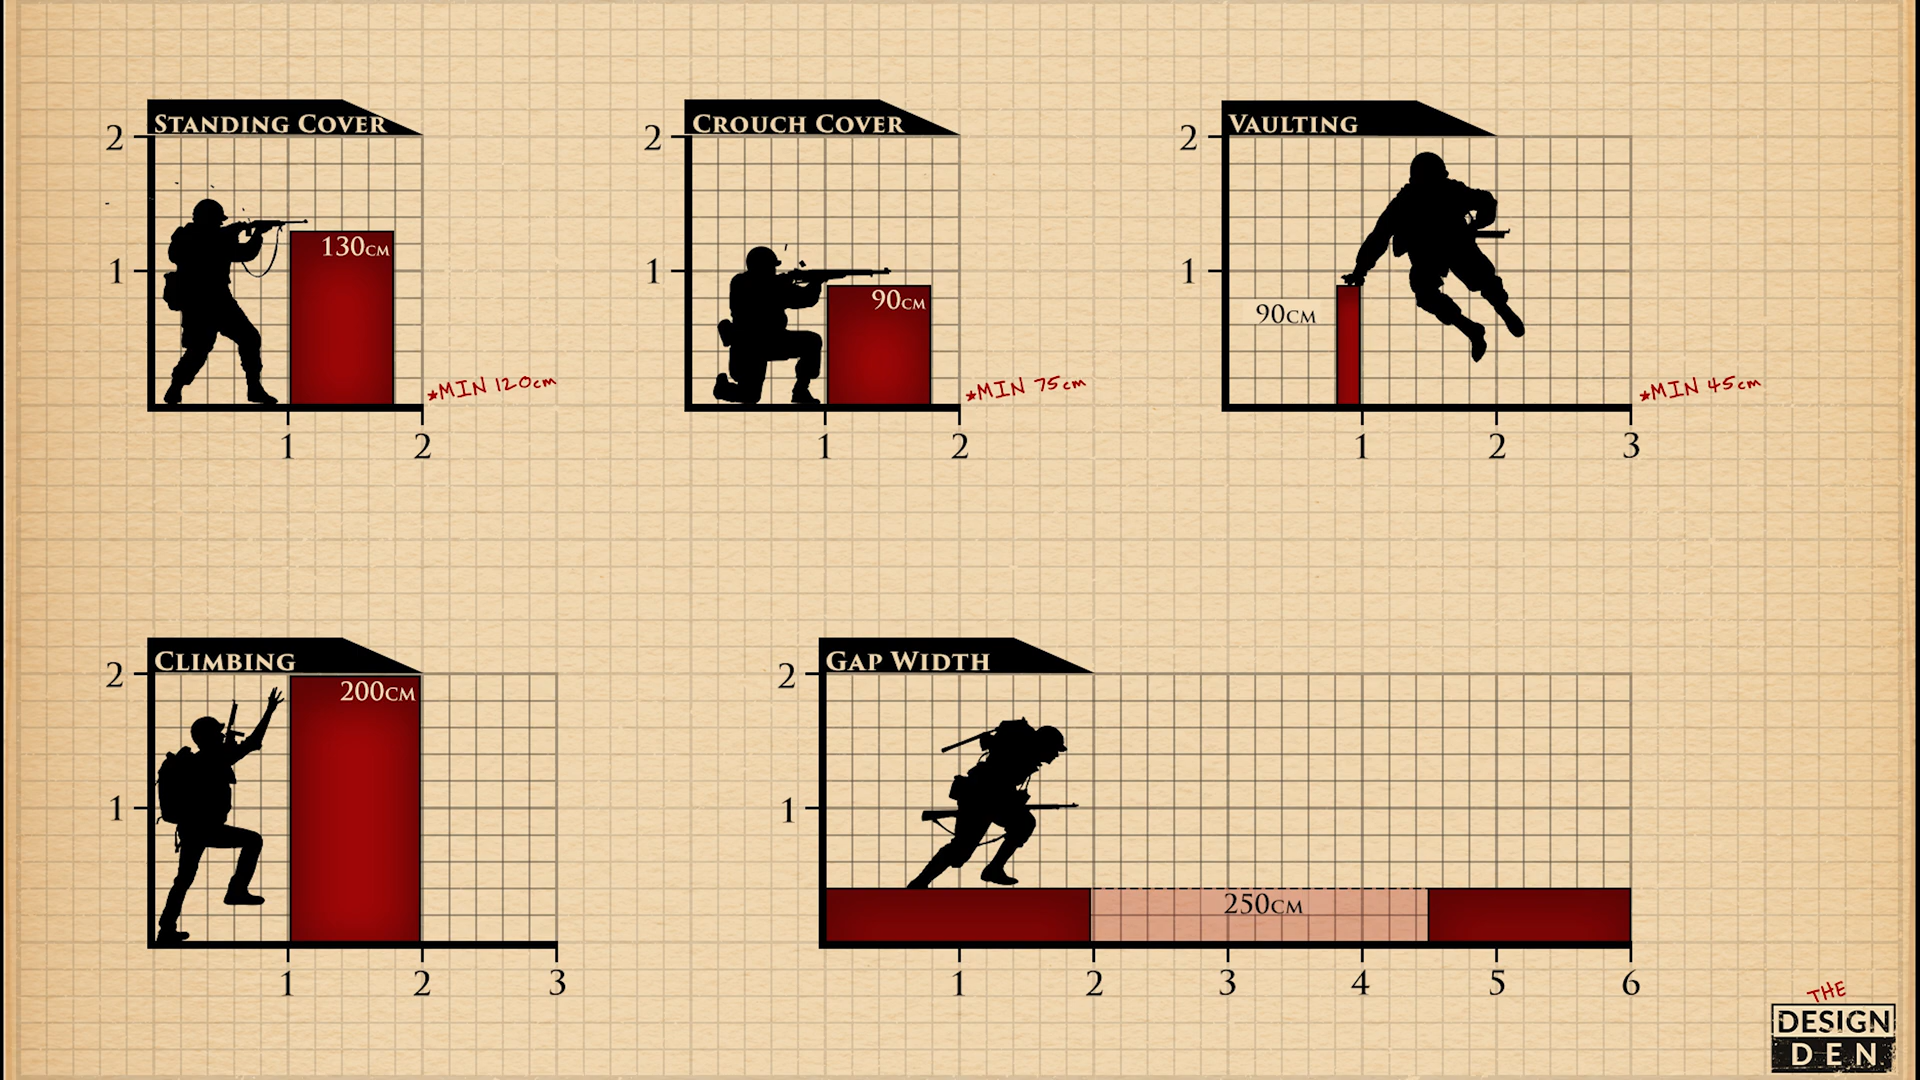 STANDING COVER
2
1
130CM
*MIN 120cm
1 2
CROUCH COVER
2
1
90CM
*MIN 75cm
1 2
VAULTING
2
1
90CM
*MIN 45cm
1 2 3
CLIMBING
2
200CM
1
1 2 3
GAP WIDTH
2
1
250CM
1 2 3 4 5 6
THE
DESIGN
DEN